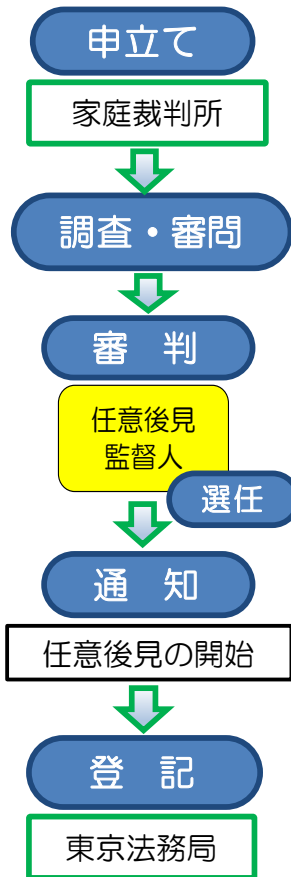 申立て
家庭裁判所
調査・審問
審　判
任意後見
監督人
選任
通　知
任意後見の開始
登　記
東京法務局